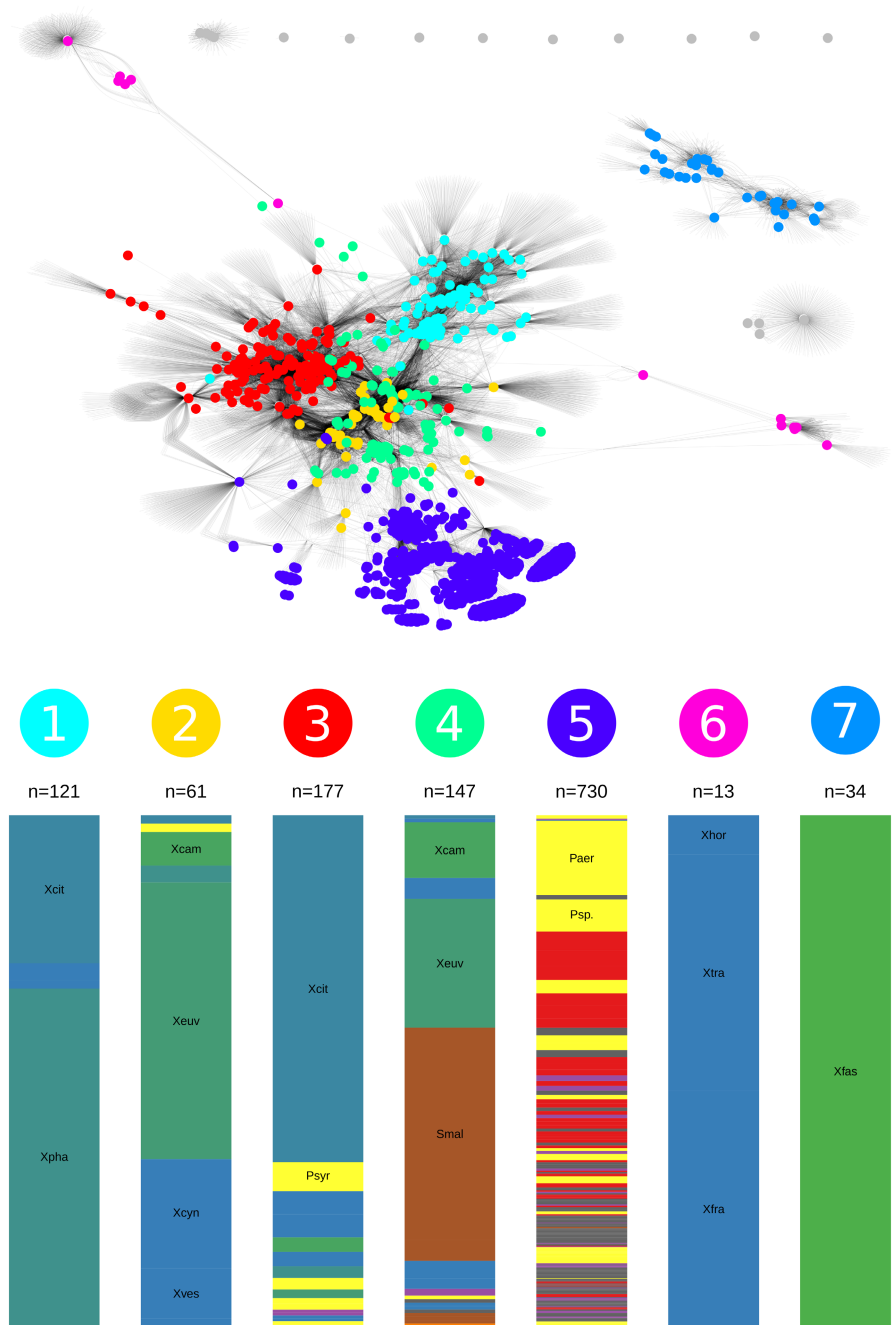 1 2 3 4 5 6 7
n=121 n=61 n=177 n=147 n=730 n=13 n=34
Xcit Xpha
Xcam Xeuv Xcyn Xves
Xcit Psyr
Xcam Xeuv Smal
Paer Psp.
Xhor Xtra Xfra
Xfas